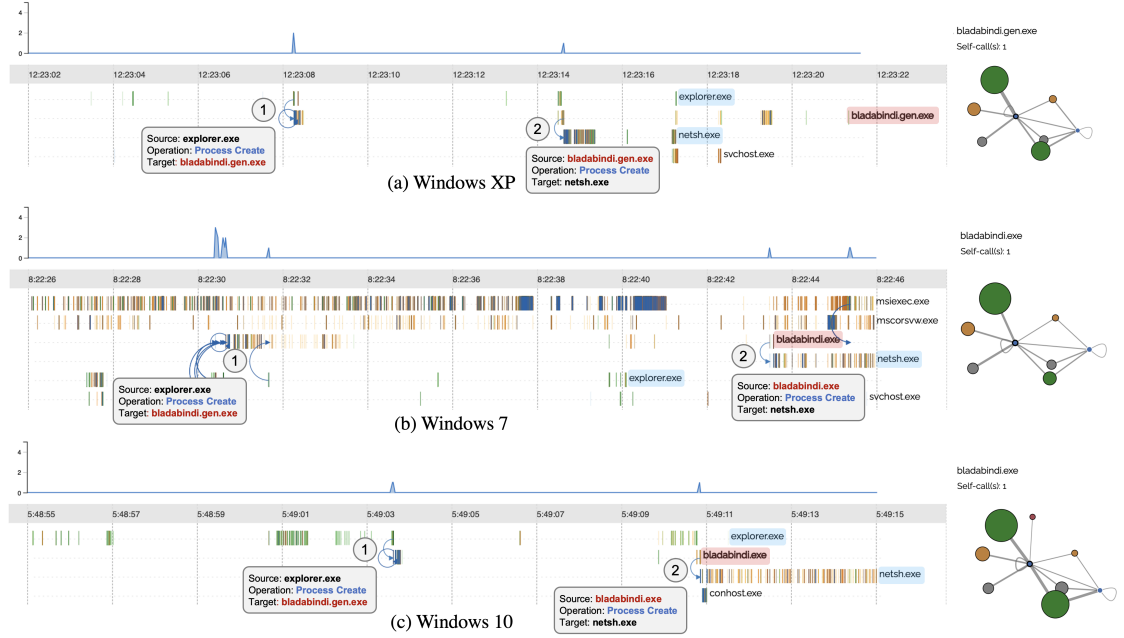 4
2
0
12:23:02 12:23:04 12:23:06 12:23:08 12:23:10 12:23:12 12:23:14 12:23:16 12:23:18 12:23:20 12:23:22
explorer.exe
bladabindi.gen.exe
netsh.exe
svchost.exe
1
Source: explorer.exe
Operation: Process Create
Target: bladabindi.gen.exe
2
Source: bladabindi.gen.exe
Operation: Process Create
Target: netsh.exe
(a) Windows XP
bladabindi.gen.exe
Self-call(s): 1
4
2
0
8:22:26 8:22:28 8:22:30 8:22:32 8:22:34 8:22:36 8:22:38 8:22:40 8:22:42 8:22:44 8:22:46
msiexec.exe
mscorsvw.exe
bladabindi.exe
netsh.exe
explorer.exe
svchost.exe
1
Source: explorer.exe
Operation: Process Create
Target: bladabindi.gen.exe
2
Source: bladabindi.exe
Operation: Process Create
Target: netsh.exe
(b) Windows 7
bladabindi.exe
Self-call(s): 1
4
2
0
5:48:55 5:48:57 5:49:01 5:49:03 5:49:05 5:49:07 5:49:09 5:49:11 5:49:13 5:49:15
explorer.exe
bladabindi.exe
netsh.exe
conhost.exe
1
Source: explorer.exe
Operation: Process Create
Target: bladabindi.gen.exe
2
Source: bladabindi.exe
Operation: Process Create
Target: netsh.exe
(c) Windows 10
bladabindi.exe
Self-call(s): 1